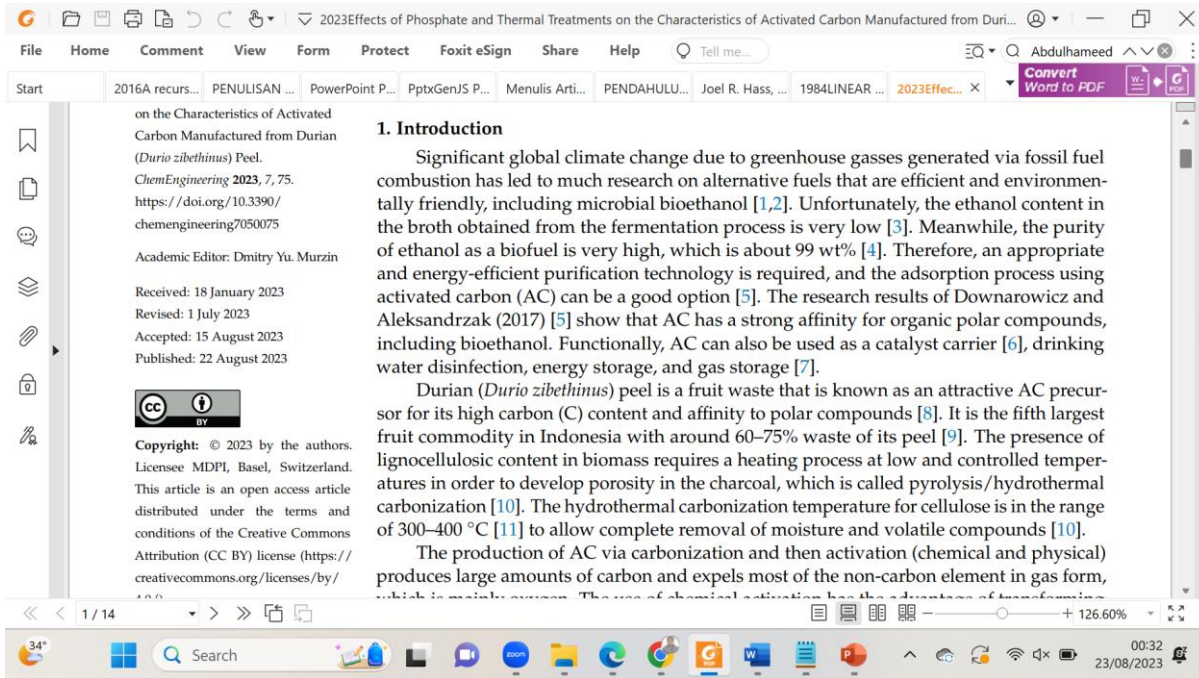 2023Effects of Phosphate and Thermal Treatments on the Characteristics of Activated Carbon Manufactured from Duri...
File Home Comment View Form Protect Foxit eSign Share Help Tell me... Abdulhameed
Start 2016A recurs... PENULISAN ... PowerPoint P... PptxGenJS P... Menulis Arti... PENDAHULU... Joel R. Hass, ... 1984LINEAR ... 2023Effec...
Convert
Word to PDF
on the Characteristics of Activated
Carbon Manufactured from Durian
(Durio zibethinus) Peel.
ChemEngineering 2023, 7, 75.
https://doi.org/10.3390/
chemengineering7050075
Academic Editor: Dmitry Yu. Murzin
Received: 18 January 2023
Revised: 1 July 2023
Accepted: 15 August 2023
Published: 22 August 2023
cc
BY
Copyright: © 2023 by the authors.
Licensee MDPI, Basel, Switzerland.
This article is an open access article
distributed under the terms and
conditions of the Creative Commons
Attribution (CC BY) license (https://
creativecommons.org/licenses/by/
1. Introduction
Significant global climate change due to greenhouse gasses generated via fossil fuel
combustion has led to much research on alternative fuels that are efficient and environmen-
tally friendly, including microbial bioethanol [1,2]. Unfortunately, the ethanol content in
the broth obtained from the fermentation process is very low [3]. Meanwhile, the purity
of ethanol as a biofuel is very high, which is about 99 wt% [4]. Therefore, an appropriate
and energy-efficient purification technology is required, and the adsorption process using
activated carbon (AC) can be a good option [5]. The research results of Downarowicz and
Aleksandrzak (2017) [5] show that AC has a strong affinity for organic polar compounds,
including bioethanol. Functionally, AC can also be used as a catalyst carrier [6], drinking
water disinfection, energy storage, and gas storage [7].
Durian (Durio zibethinus) peel is a fruit waste that is known as an attractive AC precur-
sor for its high carbon (C) content and affinity to polar compounds [8]. It is the fifth largest
fruit commodity in Indonesia with around 60–75% waste of its peel [9]. The presence of
lignocellulosic content in biomass requires a heating process at low and controlled temper-
atures in order to develop porosity in the charcoal, which is called pyrolysis/hydrothermal
carbonization [10]. The hydrothermal carbonization temperature for cellulose is in the range
of 300–400 °C [11] to allow complete removal of moisture and volatile compounds [10].
The production of AC via carbonization and then activation (chemical and physical)
produces large amounts of carbon and expels most of the non-carbon element in gas form,
which is mainly oxygen. The use of chemical activation has the advantage of transforming
1 / 14
126.60%
34°
Search
zoom
00:32
23/08/2023